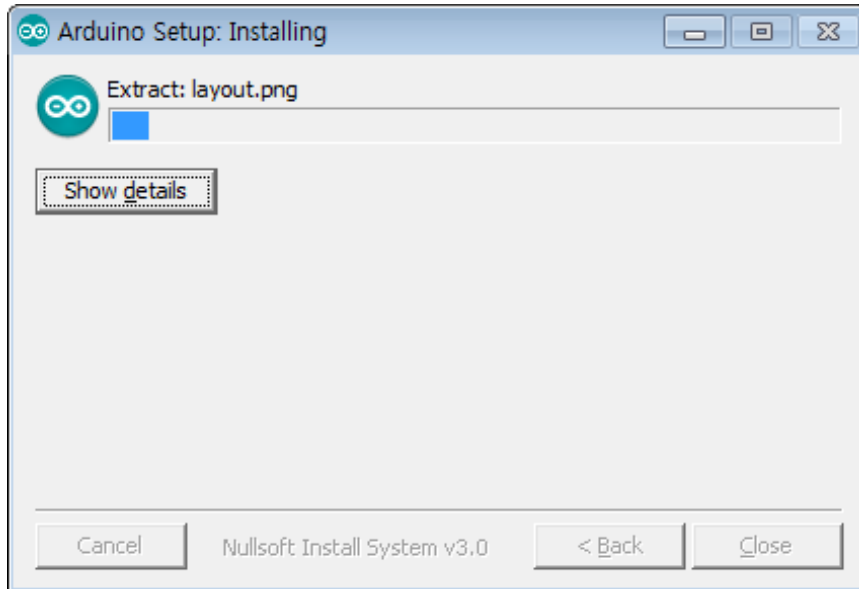 Arduino Setup: Installing
Extract: layout.png
Show details
Cancel
Nullsoft Install System v3.0
< Back
Close